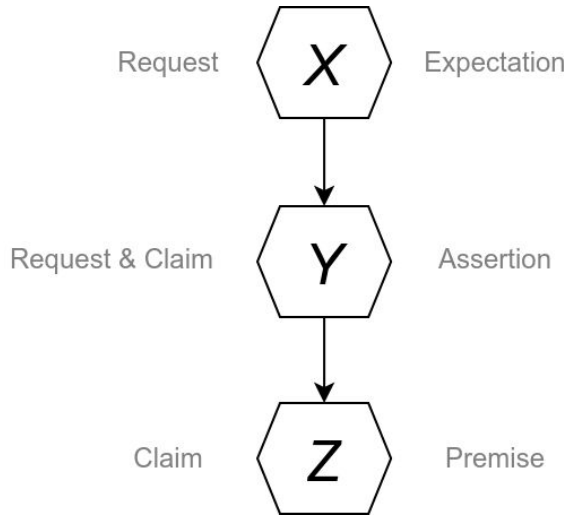 Request X Expectation
Request & Claim Y Assertion
Claim Z Premise